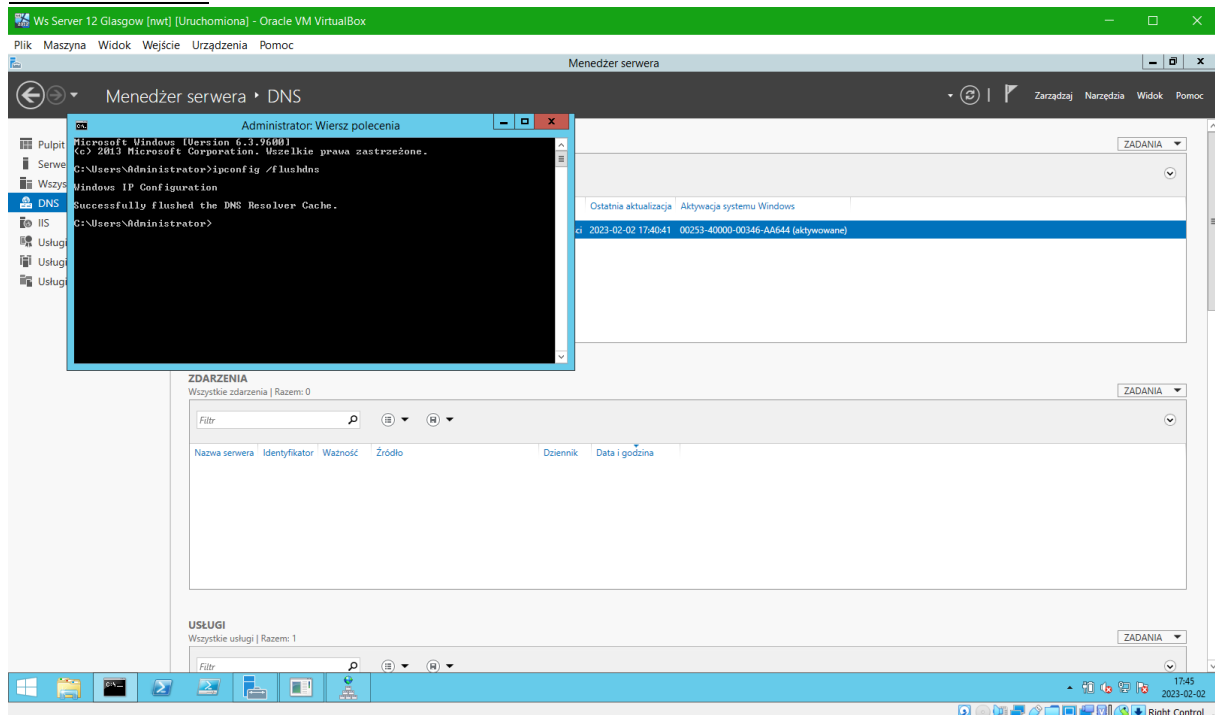 Ws Server 12 Glasgow [nwt] [Uruchomiona] - Oracle VM VirtualBox
Plik Maszyna Widok Wejście Urządzenia Pomoc
Menedżer serwera
Menedżer serwera ‣ DNS
Zarządzaj Narzędzia Widok Pomoc
Administrator: Wiersz polecenia
Microsoft Windows [Version 6.3.9600]
(c) 2013 Microsoft Corporation. Wszelkie prawa zastrzeżone.
C:\Users\Administrator>ipconfig /flushdns
Windows IP Configuration
Successfully flushed the DNS Resolver Cache.
C:\Users\Administrator>
Pulpit
Serwe
Wszys
DNS
IIS
Usługi
Usługi
Usługi
ZADANIA
Ostatnia aktualizacja Aktywacja systemu Windows
ci 2023-02-02 17:40:41 00253-40000-00346-AA644 (aktywowane)
ZDARZENIA
Wszystkie zdarzenia | Razem: 0
ZADANIA
Filtr
Nazwa serwera Identyfikator Ważność Źródło Dziennik Data i godzina
USŁUGI
Wszystkie usługi | Razem: 1
ZADANIA
Filtr
17:45
2023-02-02
Right Control